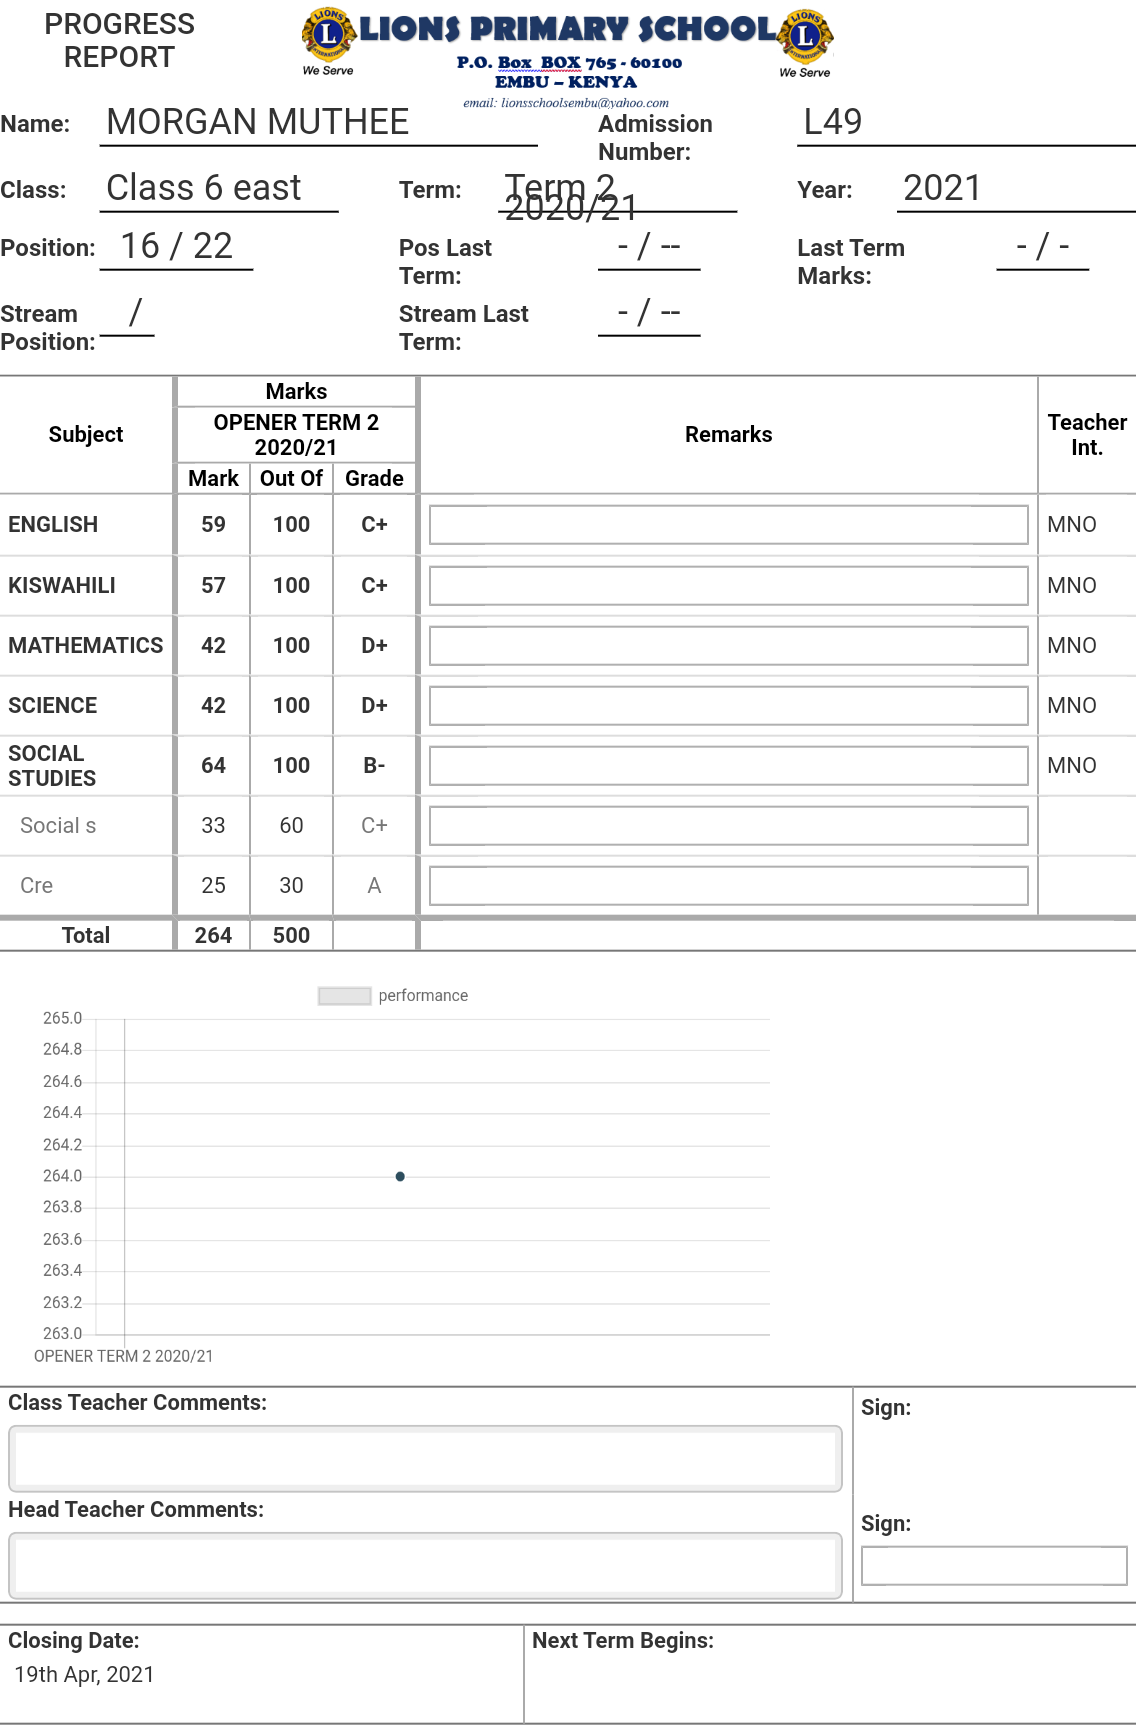 PROGRESS
REPORT
LIONS PRIMARY SCHOOL
We Serve
We Serve
P.O. Box BOX 765 - 60100
EMBU – KENYA
email: lionsschoolsembu@yahoo.com
Name: MORGAN MUTHEE Admission Number: L49
Class: Class 6 east Term: Term 2 2020/21 Year: 2021
Position: 16 / 22 Pos Last Term: - / -- Last Term Marks: - / -
Stream Position: / Stream Last Term: - / --
Subject Marks Remarks Teacher Int.
OPENER TERM 2 2020/21
Mark Out Of Grade
ENGLISH 59 100 C+ MNO
KISWAHILI 57 100 C+ MNO
MATHEMATICS 42 100 D+ MNO
SCIENCE 42 100 D+ MNO
SOCIAL STUDIES 64 100 B- MNO
Social s 33 60 C+
Cre 25 30 A
Total 264 500
performance
265.0
264.8
264.6
264.4
264.2
264.0
263.8
263.6
263.4
263.2
263.0
OPENER TERM 2 2020/21
Class Teacher Comments: Sign:
Head Teacher Comments: Sign:
Closing Date: Next Term Begins:
19th Apr, 2021